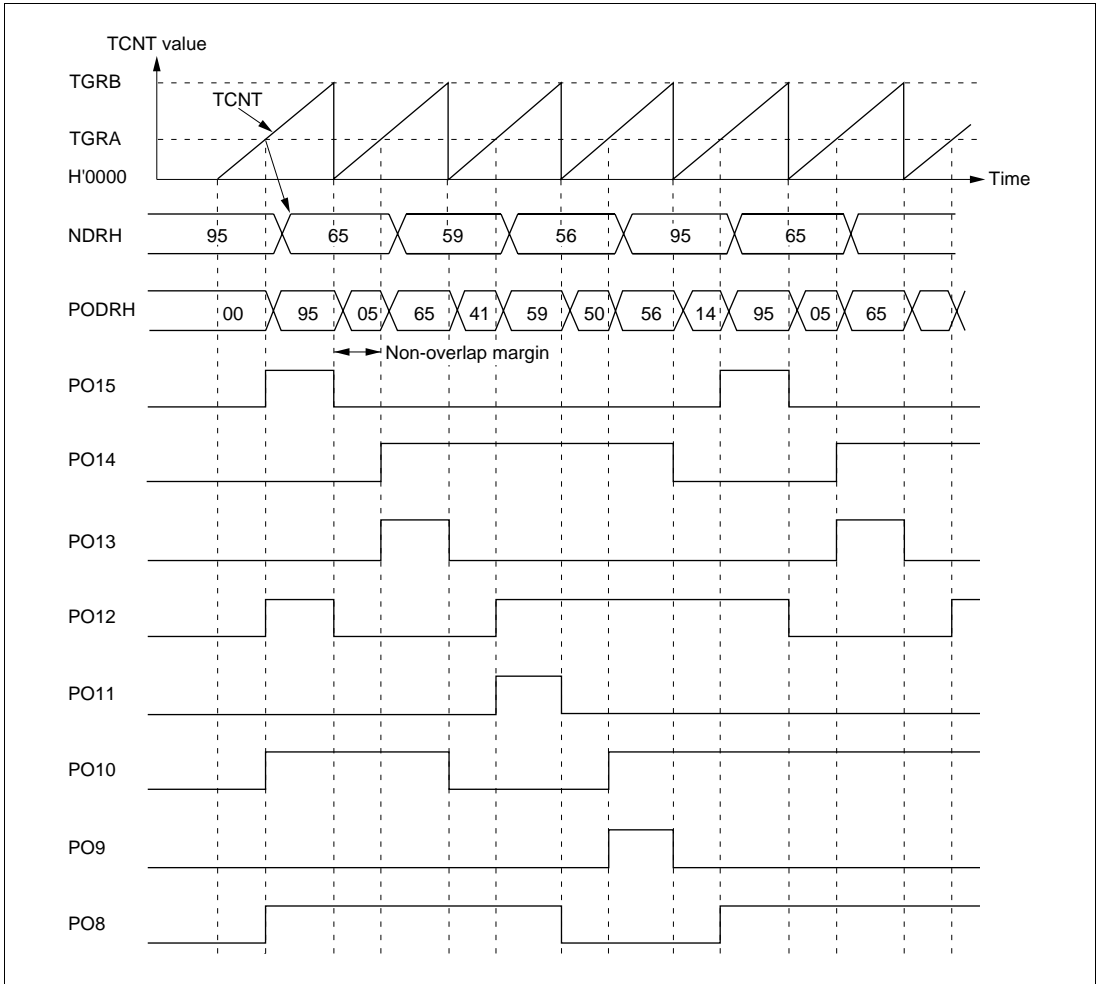 TCNT value
TGRB
TCNT
TGRA
H'0000
Time
NDRH 95 65 59 56 95 65
PODRH 00 95 05 65 41 59 50 56 14 95 05 65
Non-overlap margin
PO15
PO14
PO13
PO12
PO11
PO10
PO9
PO8